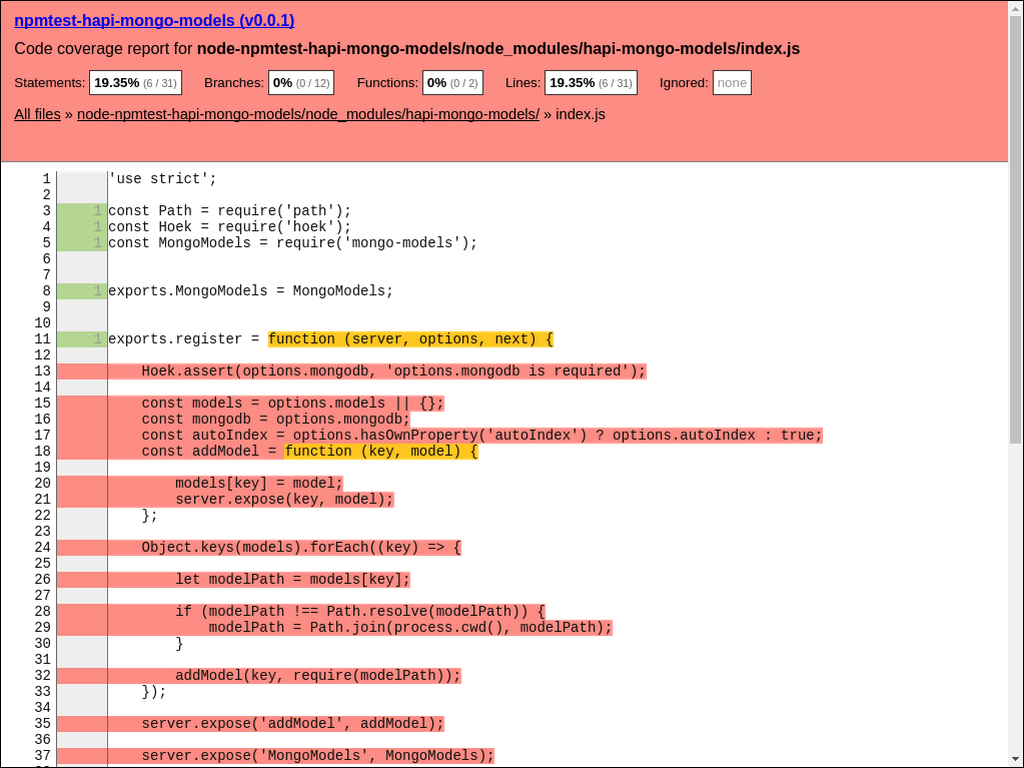 npmtest-hapi-mongo-models (v0.0.1)
Code coverage report for node-npmtest-hapi-mongo-models/node_modules/hapi-mongo-models/index.js
Statements: 19.35% (6 / 31) Branches: 0% (0 / 12) Functions: 0% (0 / 2) Lines: 19.35% (6 / 31) Ignored: none
All files » node-npmtest-hapi-mongo-models/node_modules/hapi-mongo-models/ » index.js
1 'use strict';
2
3 1 const Path = require('path');
4 1 const Hoek = require('hoek');
5 1 const MongoModels = require('mongo-models');
6
7
8 1 exports.MongoModels = MongoModels;
9
10
11 1 exports.register = function (server, options, next) {
12
13 Hoek.assert(options.mongodb, 'options.mongodb is required');
14
15 const models = options.models || {};
16 const mongodb = options.mongodb;
17 const autoIndex = options.hasOwnProperty('autoIndex') ? options.autoIndex : true;
18 const addModel = function (key, model) {
19
20 models[key] = model;
21 server.expose(key, model);
22 };
23
24 Object.keys(models).forEach((key) => {
25
26 let modelPath = models[key];
27
28 if (modelPath !== Path.resolve(modelPath)) {
29 modelPath = Path.join(process.cwd(), modelPath);
30 }
31
32 addModel(key, require(modelPath));
33 });
34
35 server.expose('addModel', addModel);
36
37 server.expose('MongoModels', MongoModels);